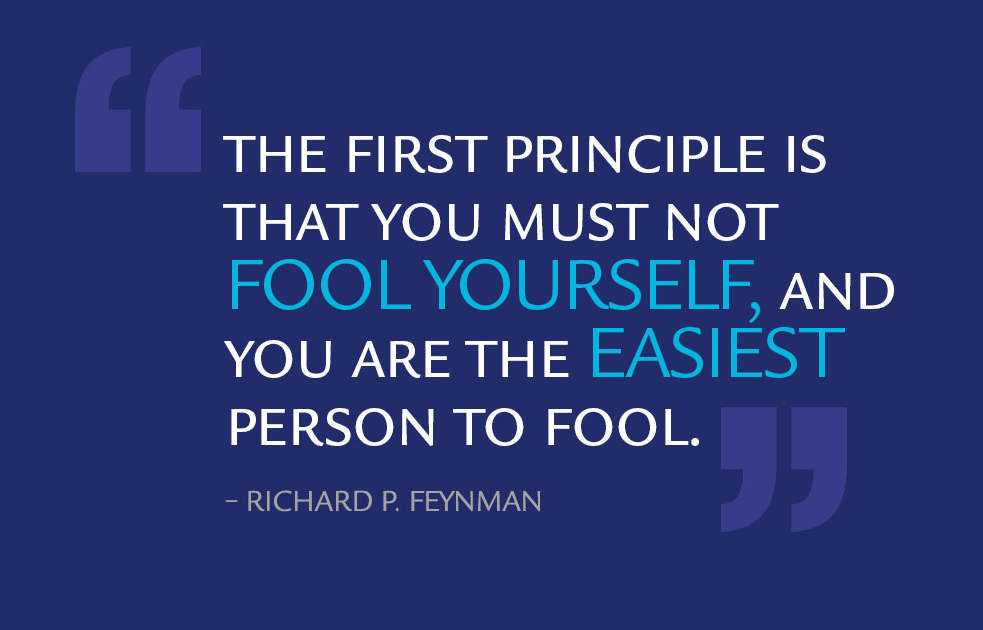 “
THE FIRST PRINCIPLE IS
THAT YOU MUST NOT
FOOL YOURSELF, AND
YOU ARE THE EASIEST
PERSON TO FOOL.
”
– RICHARD P. FEYNMAN